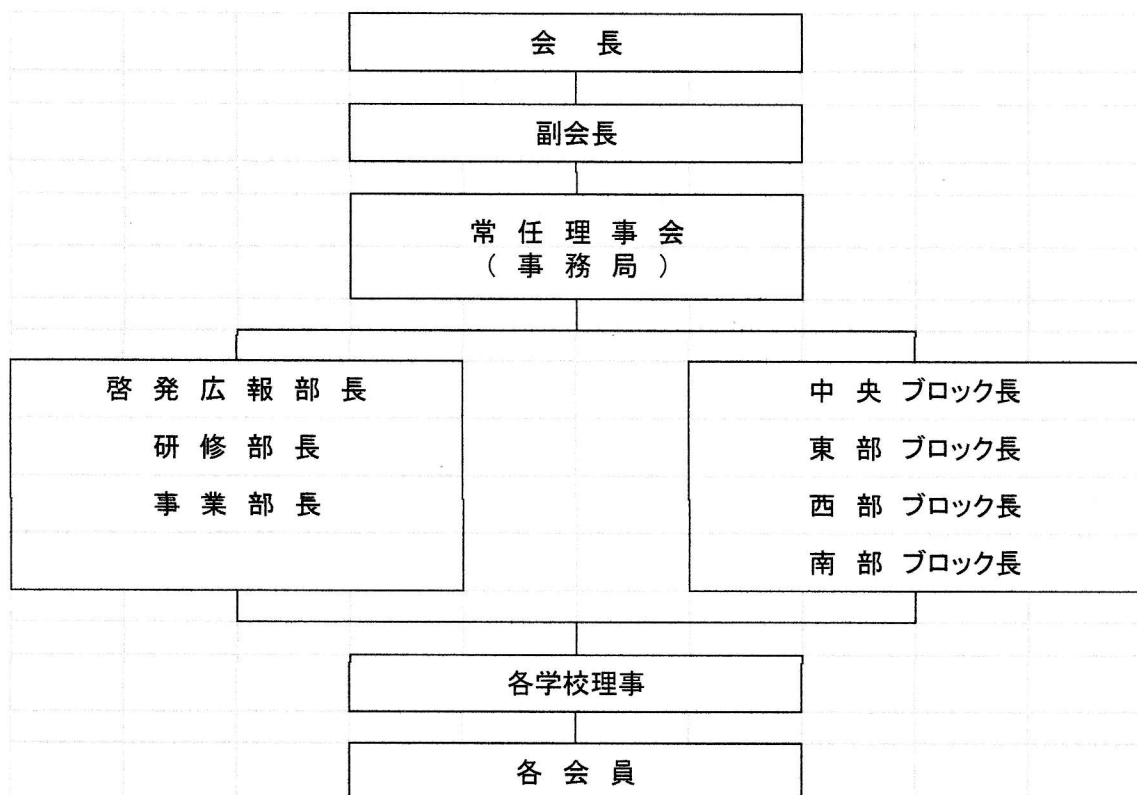 会長
副会長
常任理事会
(事務局)
啓発広報部長
研修部長
事業部長
中央ブロック長
東部ブロック長
西部ブロック長
南部ブロック長
各学校理事
各会員